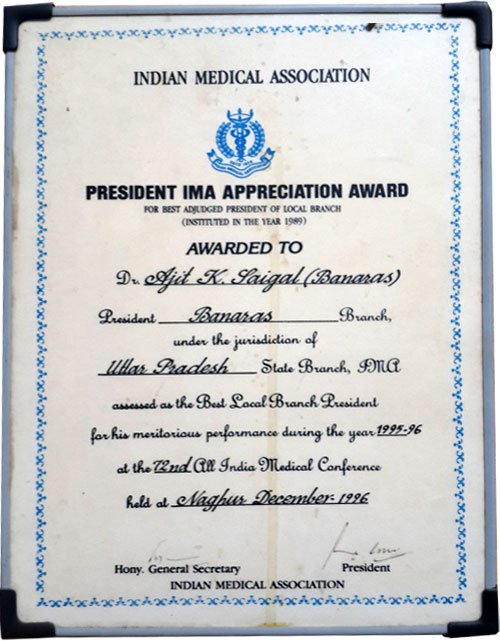 INDIAN MEDICAL ASSOCIATION
PRESIDENT IMA APPRECIATION AWARD
FOR BEST ADJUDGED PRESIDENT OF LOCAL BRANCH
(INSTITUTED IN THE YEAR 1989)
AWARDED TO
Dr. Ajit K. Saigal (Banaras)
President Banaras Branch,
under the jurisdiction of
Uttar Pradesh State Branch, IMA
assessed as the Best Local Branch President
for his meritorious performance during the year 1995-96
at the 72nd All India Medical Conference
held at Nagpur December-1996
Hony. General Secretary President
INDIAN MEDICAL ASSOCIATION